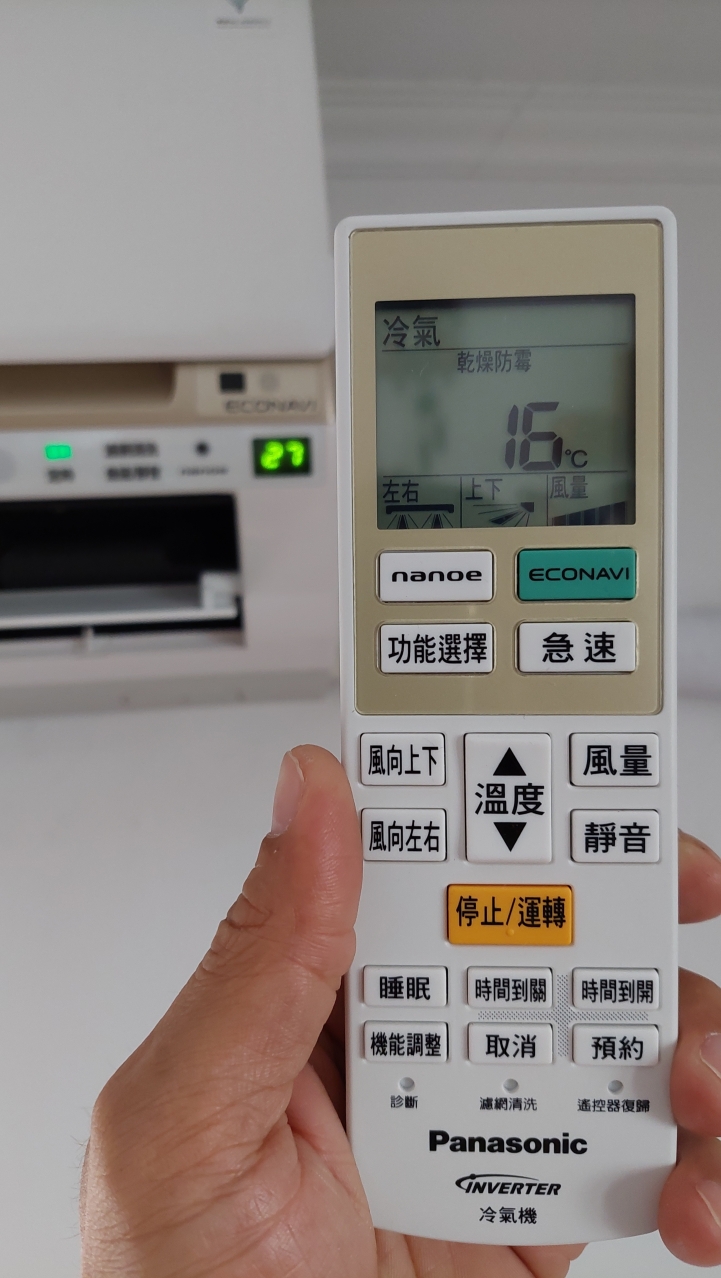 ECONAVI
27
冷氣
乾燥防霉
16℃
左右 上下 風量
nanoe ECONAVI
功能選擇 急速
風向上下 ▲ 風量
溫度
風向左右 ▼ 靜音
停止/運轉
睡眠 時間到關 時間到開
機能調整 取消 預約
診斷 濾網清洗 遙控器復歸
Panasonic
INVERTER
冷氣機